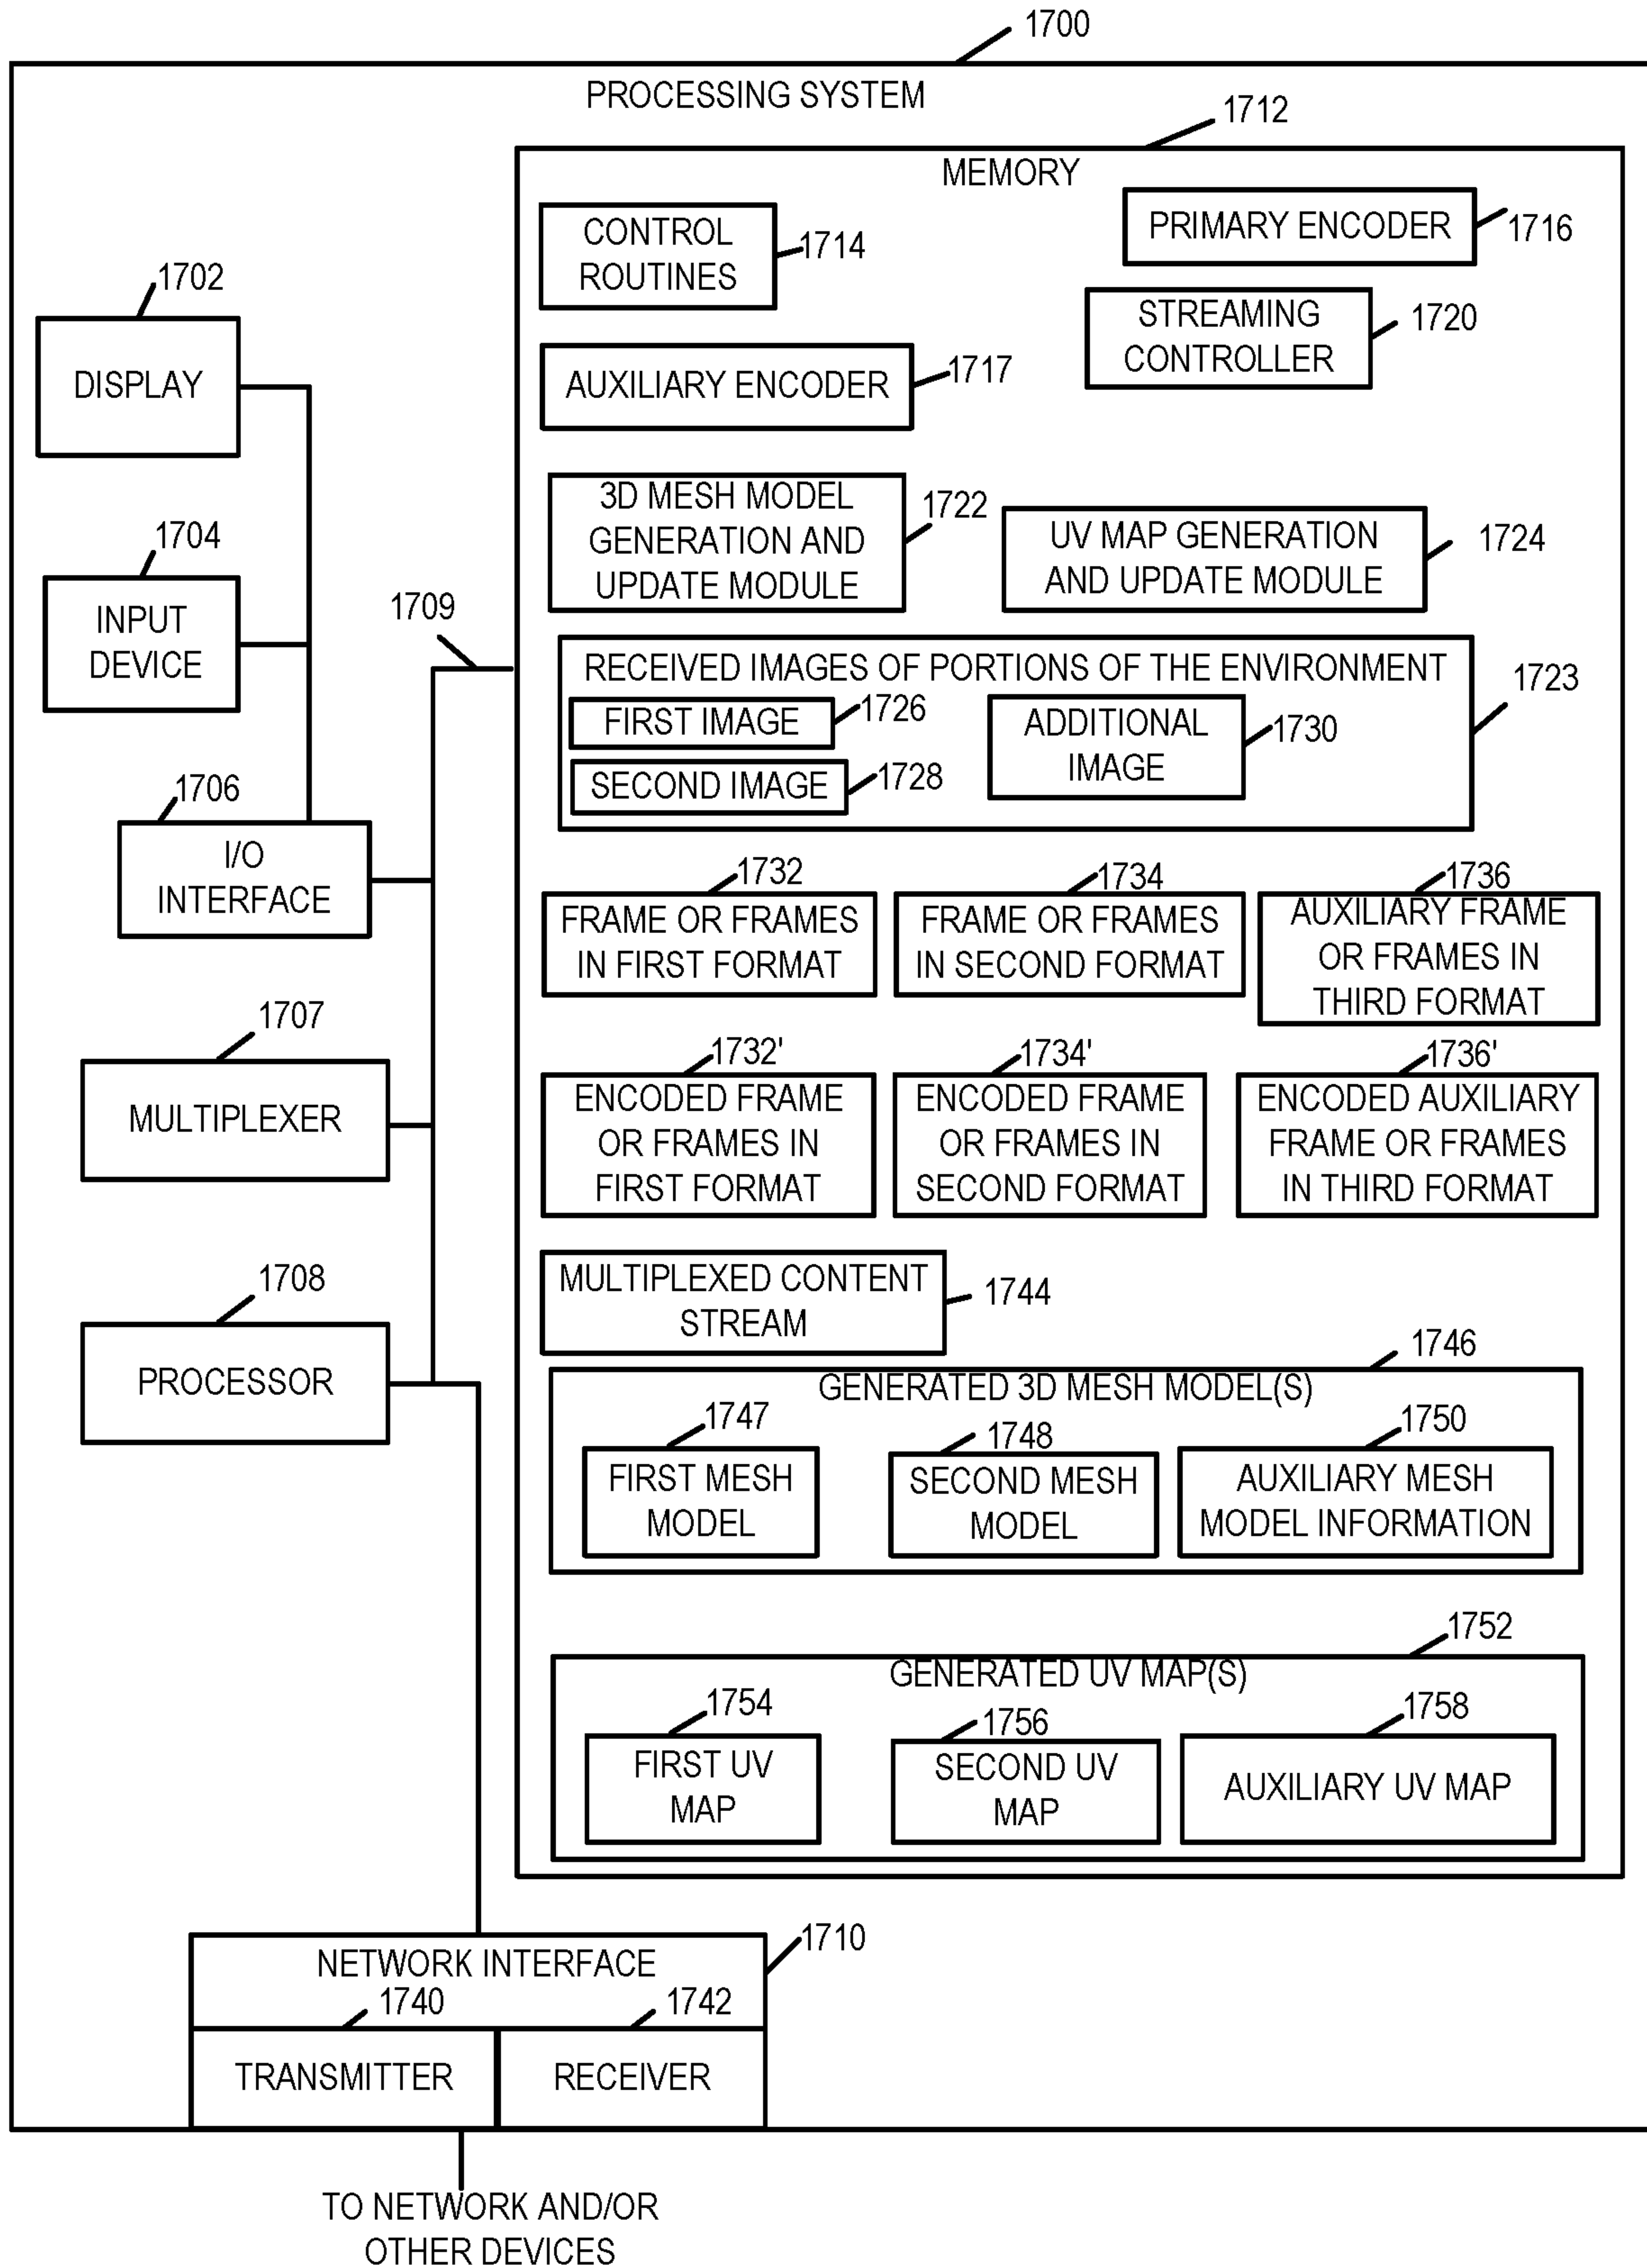 1700
PROCESSING SYSTEM
1712
MEMORY
CONTROL
ROUTINES
1714
PRIMARY ENCODER
1716
STREAMING
CONTROLLER
1720
AUXILIARY ENCODER
1717
1702
DISPLAY
3D MESH MODEL
GENERATION AND
UPDATE MODULE
1722
UV MAP GENERATION
AND UPDATE MODULE
1724
1704
INPUT
DEVICE
1709
RECEIVED IMAGES OF PORTIONS OF THE ENVIRONMENT
1723
FIRST IMAGE
1726
SECOND IMAGE
1728
ADDITIONAL
IMAGE
1730
1706
I/O
INTERFACE
1732
FRAME OR FRAMES
IN FIRST FORMAT
1734
FRAME OR FRAMES
IN SECOND FORMAT
1736
AUXILIARY FRAME
OR FRAMES IN
THIRD FORMAT
1707
MULTIPLEXER
1732'
ENCODED FRAME
OR FRAMES IN
FIRST FORMAT
1734'
ENCODED FRAME
OR FRAMES IN
SECOND FORMAT
1736'
ENCODED AUXILIARY
FRAME OR FRAMES
IN THIRD FORMAT
1708
PROCESSOR
MULTIPLEXED CONTENT
STREAM
1744
1746
GENERATED 3D MESH MODEL(S)
1747
FIRST MESH
MODEL
1748
SECOND MESH
MODEL
1750
AUXILIARY MESH
MODEL INFORMATION
1752
GENERATED UV MAP(S)
1754
FIRST UV
MAP
1756
SECOND UV
MAP
1758
AUXILIARY UV MAP
1710
NETWORK INTERFACE
1740
TRANSMITTER
1742
RECEIVER
TO NETWORK AND/OR
OTHER DEVICES